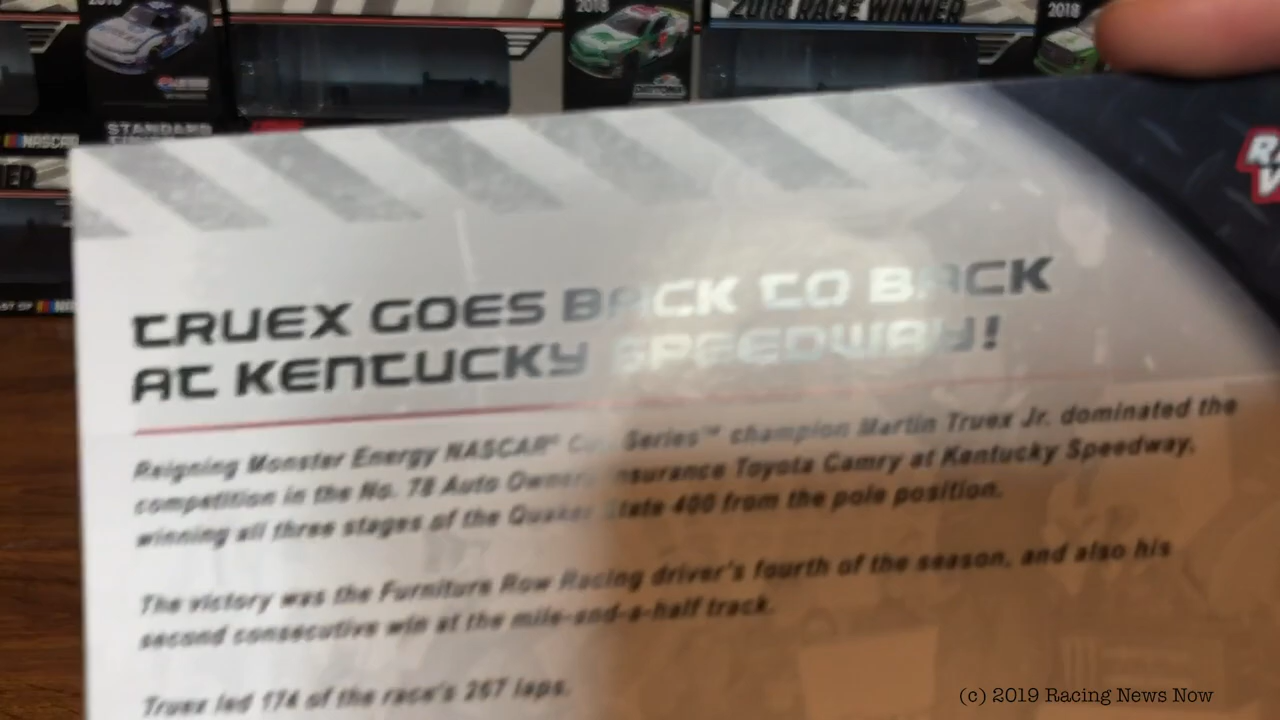 2018
2018
2018 RACE WINNER
2018
NASCAR
STANDARD
TRUEX GOES BACK TO BACK
AT KENTUCKY SPEEDWAY!
Reigning Monster Energy NASCAR® Cup Series™ champion Martin Truex Jr. dominated the
competition in the No. 78 Auto Owners Insurance Toyota Camry at Kentucky Speedway,
winning all three stages of the Quaker State 400 from the pole position.
The victory was the Furniture Row Racing driver's fourth of the season, and also his
second consecutive win at the mile-and-a-half track.
Truex led 174 of the race's 267 laps.
(c) 2019 Racing News Now